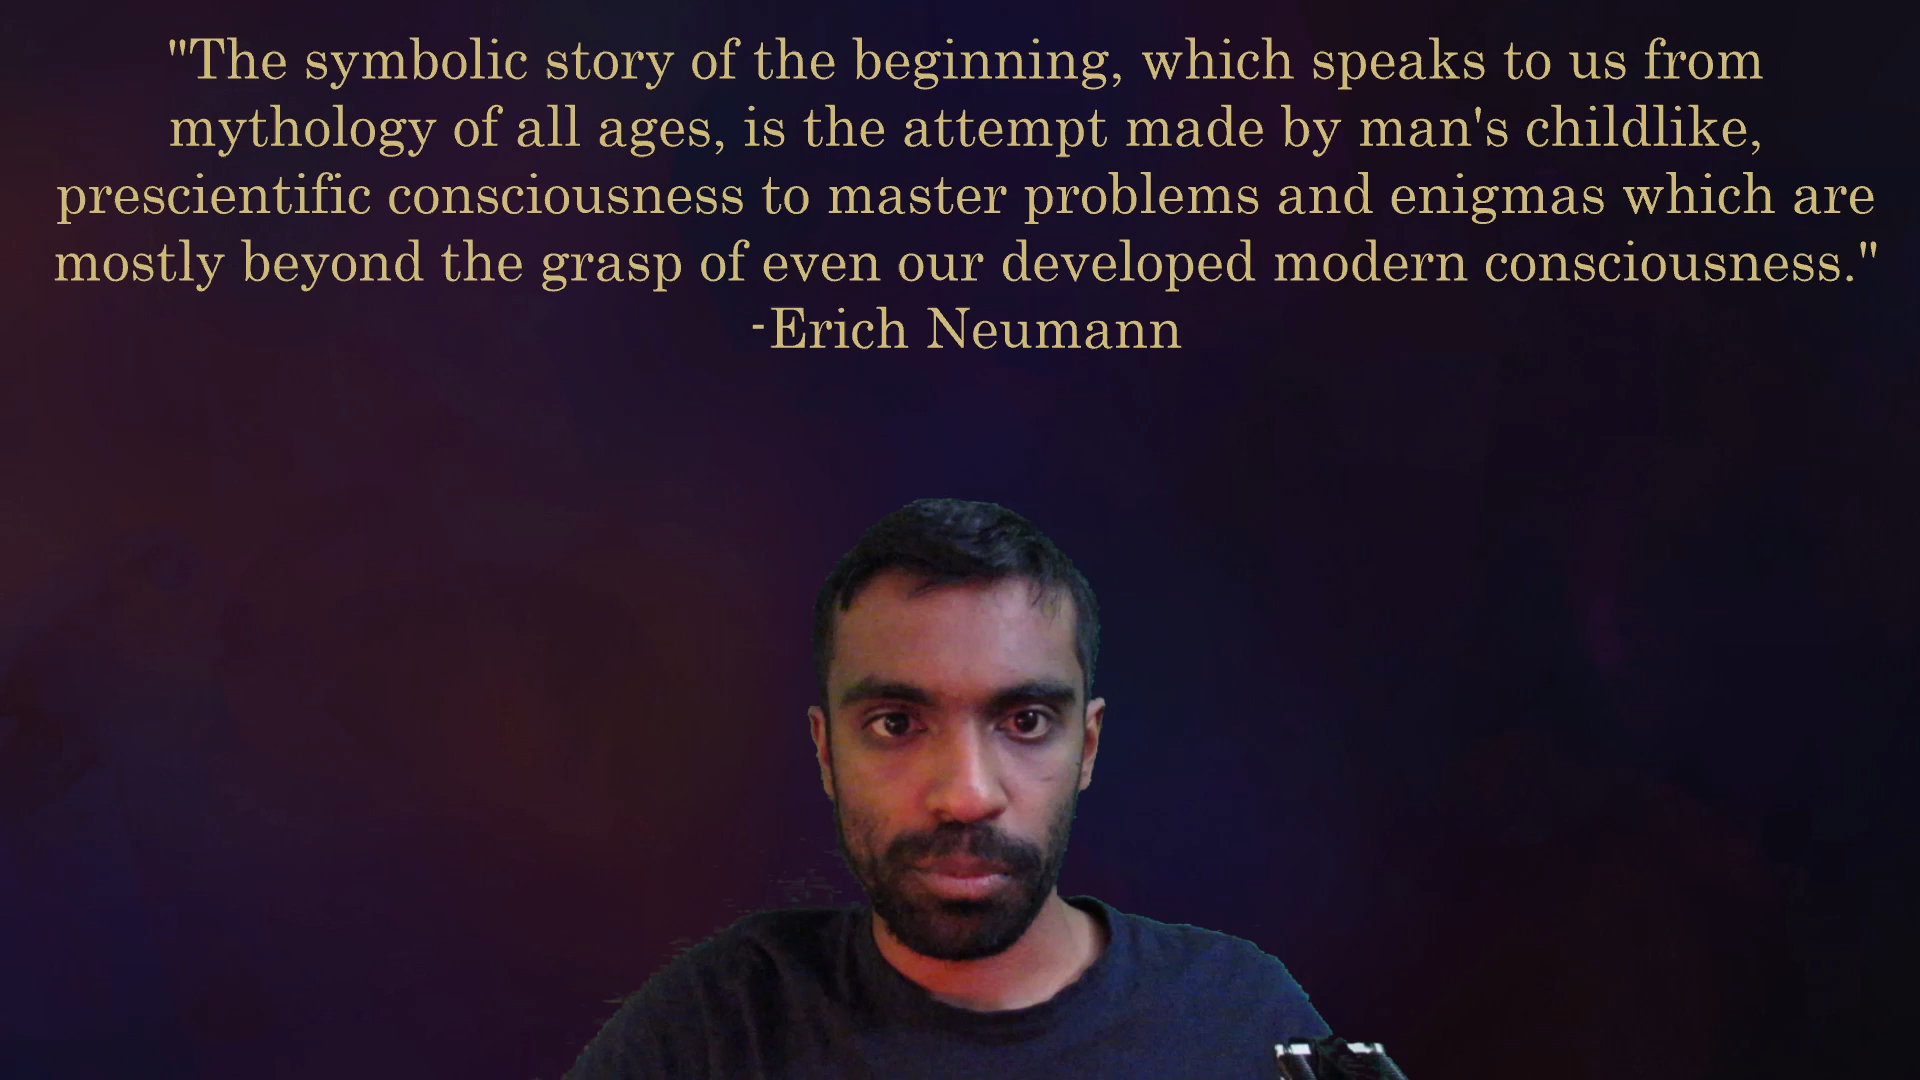 "The symbolic story of the beginning, which speaks to us from
mythology of all ages, is the attempt made by man's childlike,
prescientific consciousness to master problems and enigmas which are
mostly beyond the grasp of even our developed modern consciousness."
-Erich Neumann